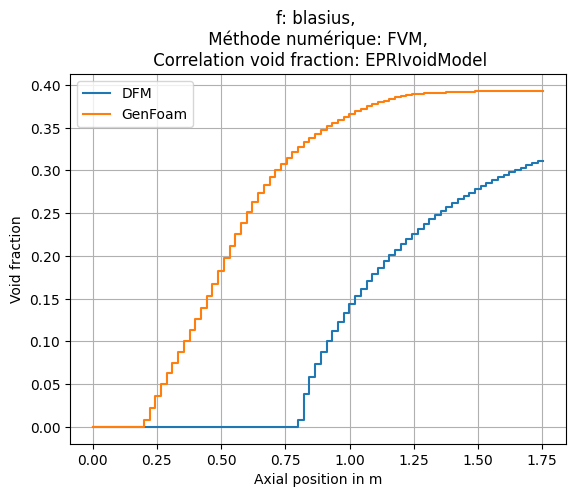 f: blasius,
Méthode numérique: FVM,
Correlation void fraction: EPRIvoidModel
DFM
GenFoam
Void fraction
0.40
0.35
0.30
0.25
0.20
0.15
0.10
0.05
0.00
0.00 0.25 0.50 0.75 1.00 1.25 1.50 1.75
Axial position in m